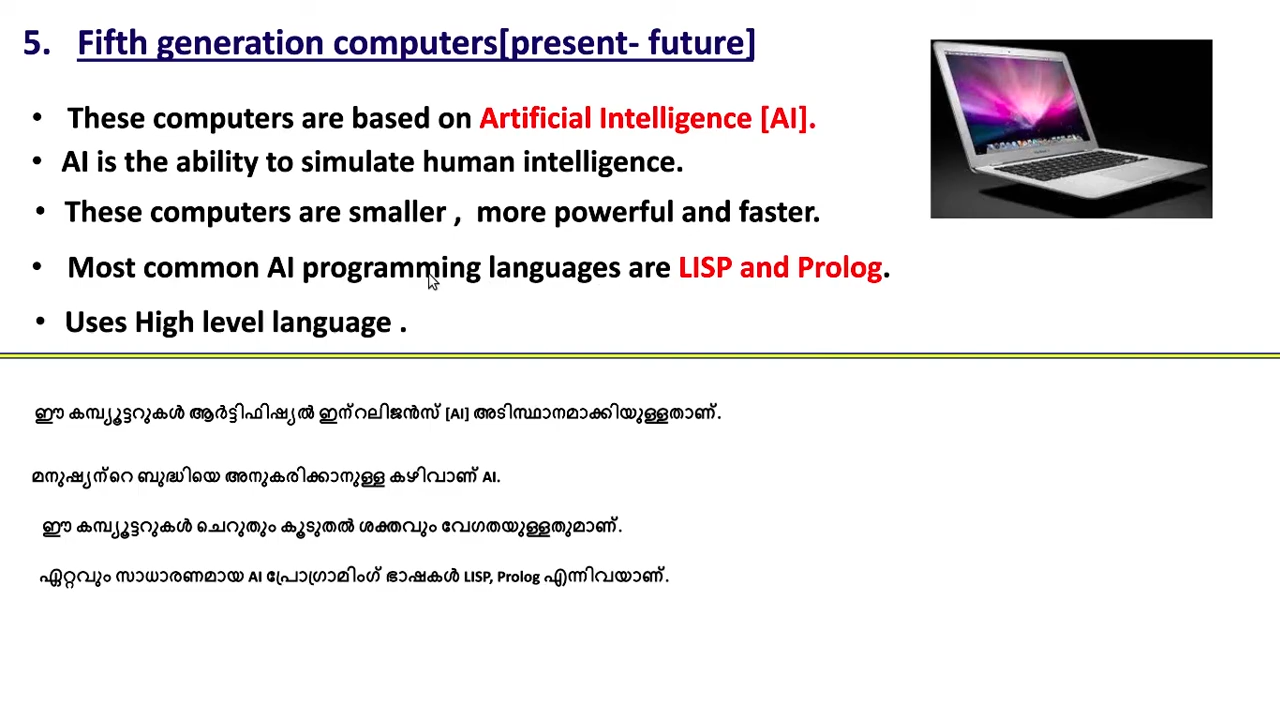 5. Fifth generation computers[present- future]
• These computers are based on Artificial Intelligence [AI].
• AI is the ability to simulate human intelligence.
• These computers are smaller , more powerful and faster.
• Most common AI programming languages are LISP and Prolog.
• Uses High level language .
ഈ കമ്പ്യൂട്ടറുകൾ ആർട്ടിഫിഷ്യൽ ഇന്റലിജൻസ് [AI] അടിസ്ഥാനമാക്കിയുള്ളതാണ്.
മനുഷ്യന്റെ ബുദ്ധിയെ അനുകരിക്കാനുള്ള കഴിവാണ് AI.
ഈ കമ്പ്യൂട്ടറുകൾ ചെറുതും കൂടുതൽ ശക്തവും വേഗതയുള്ളതുമാണ്.
ഏറ്റവും സാധാരണമായ AI പ്രോഗ്രാമിംഗ് ഭാഷകൾ LISP, Prolog എന്നിവയാണ്.